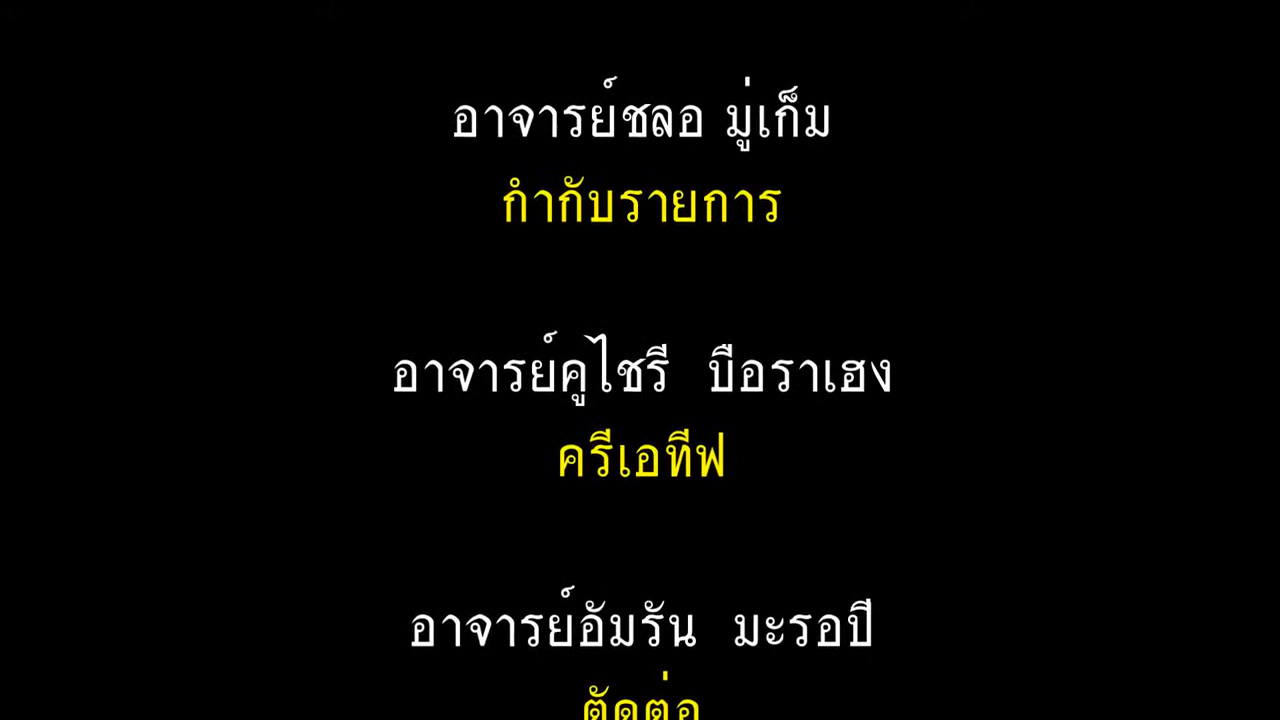 อาจารย์ชลอ มู่เก็ม
กำกับรายการ
อาจารย์คูไชรี บือราเฮง
ครีเอทีฟ
อาจารย์อัมรัน มะรอปี
ตัดต่อ